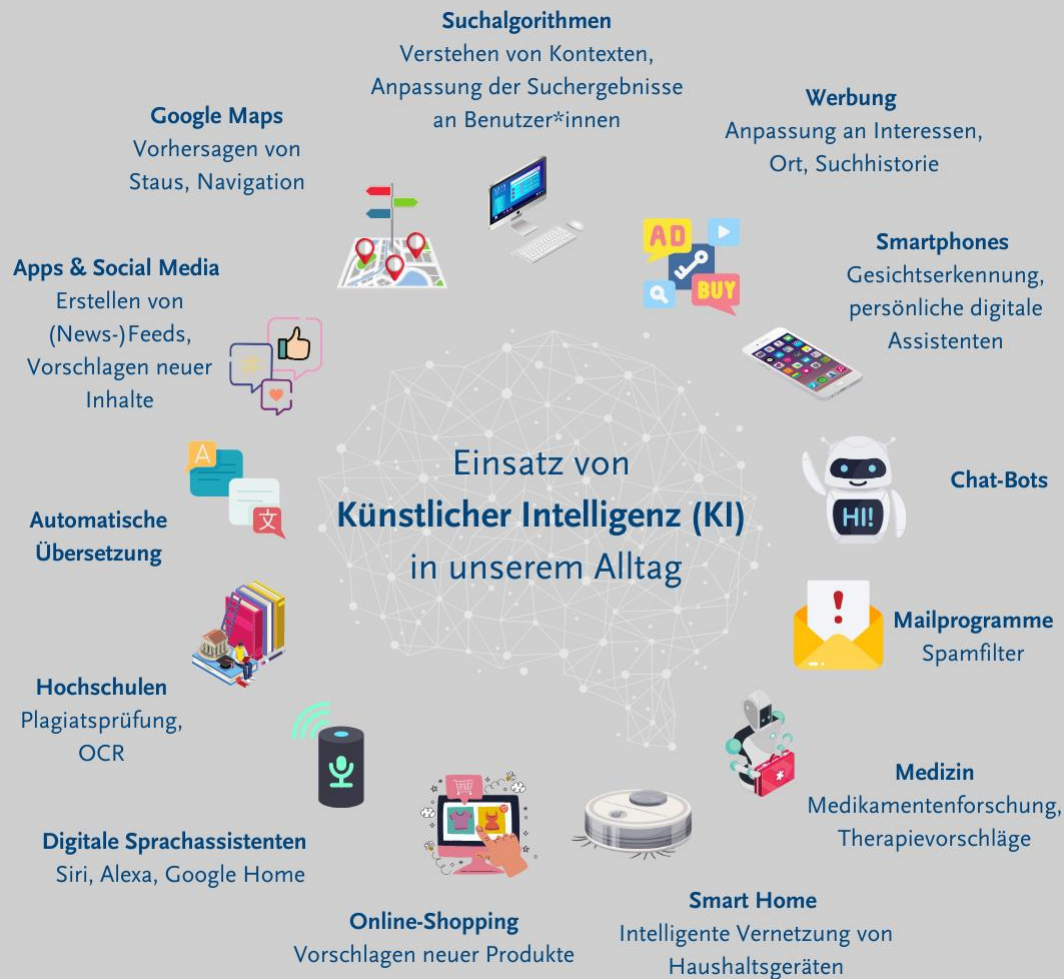 Suchalgorithmen
Verstehen von Kontexten,
Anpassung der Suchergebnisse
an Benutzer*innen
Google Maps
Vorhersagen von
Staus, Navigation
Werbung
Anpassung an Interessen,
Ort, Suchhistorie
AD
BUY
Apps & Social Media
Erstellen von
(News-)Feeds,
Vorschlagen neuer
Inhalte
Smartphones
Gesichtserkennung,
persönliche digitale
Assistenten
Einsatz von
Künstlicher Intelligenz (KI)
in unserem Alltag
A
文
Automatische
Übersetzung
HI!
Chat-Bots
!
Mailprogramme
Spamfilter
Hochschulen
Plagiatsprüfung,
OCR
Medizin
Medikamentenforschung,
Therapievorschläge
Digitale Sprachassistenten
Siri, Alexa, Google Home
Online-Shopping
Vorschlagen neuer Produkte
Smart Home
Intelligente Vernetzung von
Haushaltsgeräten